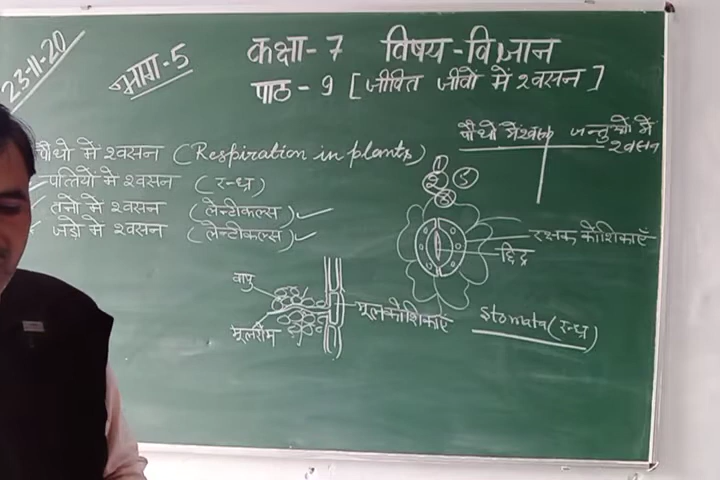 23-11-20
भाग-5
कक्षा-7 विषय-विज्ञान
पाठ-9 [जीवित जीवों में श्वसन]
पौधों में श्वसन जन्तुओं में श्वसन
पौधों में श्वसन (Respiration in plants)
पत्तियों में श्वसन (रन्ध्र)
तनों में श्वसन (लेन्टीकल्स)
जड़ों में श्वसन (लेन्टीकल्स)
रक्षक कोशिकाएँ
छिद्र
वायु
मूलरोम
मूल कोशिकाएँ
Stomata (रन्ध्र)